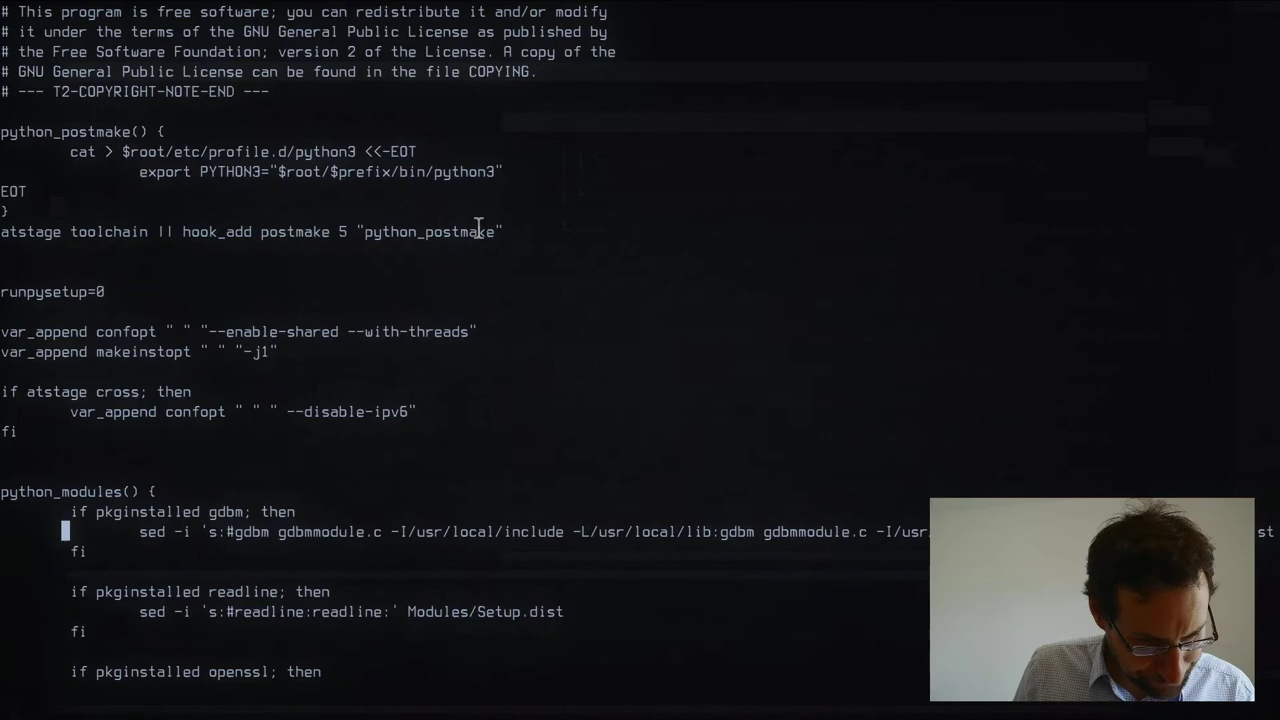 # This program is free software; you can redistribute it and/or modify
# it under the terms of the GNU General Public License as published by
# the Free Software Foundation; version 2 of the License. A copy of the
# GNU General Public License can be found in the file COPYING.
# --- T2-COPYRIGHT-NOTE-END ---
python_postmake() {
cat > $root/etc/profile.d/python3 <<-EOT
export PYTHON3="$root/$prefix/bin/python3"
EOT
}
atstage toolchain || hook_add postmake 5 "python_postmake"
runpysetup=0
var_append confopt " " "--enable-shared --with-threads"
var_append makeinstopt " " "-j1"
if atstage cross; then
var_append confopt " " " --disable-ipv6"
fi
python_modules() {
if pkginstalled gdbm; then
sed -i 's:#gdbm gdbmmodule.c -I/usr/local/include -L/usr/local/lib:gdbm gdbmmodule.c -I/usr st
fi
if pkginstalled readline; then
sed -i 's:#readline:readline:' Modules/Setup.dist
fi
if pkginstalled openssl; then